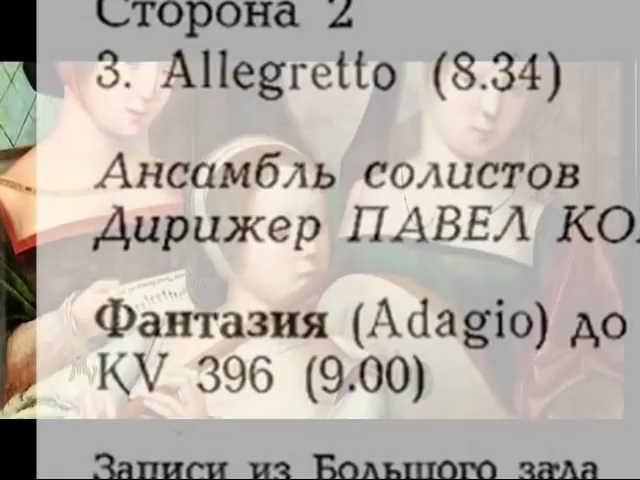 Сторона 2
3. Allegretto (8.34)
Ансамбль солистов
Дирижер ПАВЕЛ
Фантазия (Adagio) до
KV 396 (9.00)
Записи из Большого зала